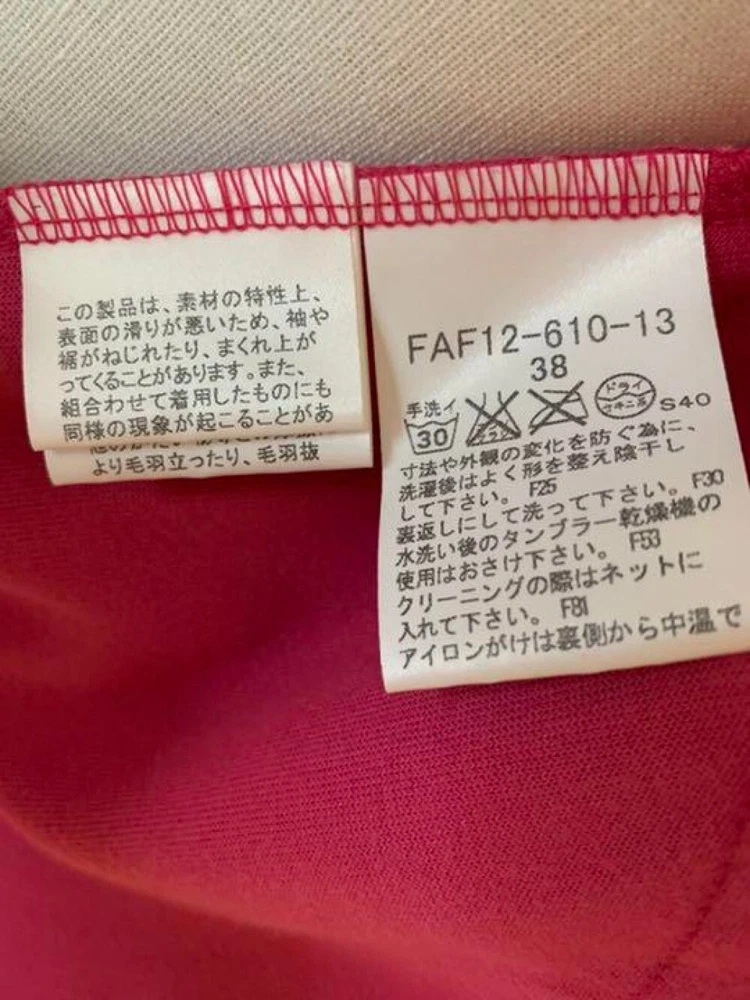 この製品は、素材の特性上、
表面の滑りが悪いため、袖や
裾がねじれたり、まくれ上が
ってくることがあります。また、
組合わせて着用したものにも
同様の現象が起こることがあ
より毛羽立ったり、毛羽抜
FAF12-610-13
38
手洗イ
30
エンソ
サラシ
ドライ
セキユ系
S40
寸法や外観の変化を防ぐ為に、
洗濯後はよく形を整え陰干し
して下さい。 F25
裏返しにして洗って下さい。 F30
水洗い後のタンブラー乾燥機の
使用はおさけ下さい。 F53
クリーニングの際はネットに
入れて下さい。 F81
アイロンがけは裏側から中温で